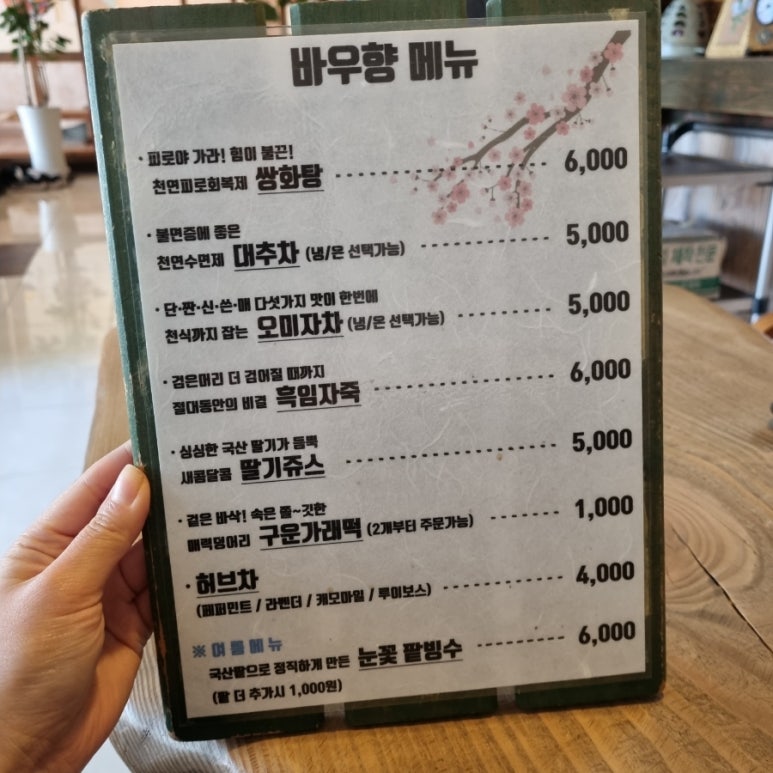 바우향 메뉴
· 피로야 가라! 힘이 불끈!
천연피로회복제 쌍화탕 6,000
· 불면증에 좋은
천연수면제 대추차 (냉/온 선택가능) 5,000
· 단·짠·신·쓴·매 다섯가지 맛이 한번에
천식까지 잡는 오미자차 (냉/온 선택가능) 5,000
· 검은머리 더 검어질 때까지
절대동안의 비결 흑임자죽 6,000
· 싱싱한 국산 딸기가 듬뿍
새콤달콤 딸기쥬스 5,000
· 겉은 바삭! 속은 쫄~깃한
매력덩어리 구운가래떡 (2개부터 주문가능) 1,000
· 허브차 4,000
(페퍼민트 / 라벤더 / 캐모마일 / 루이보스)
※ 여름메뉴
국산팥으로 정직하게 만든 눈꽃 팥빙수 6,000
(팥 더 추가시 1,000원)